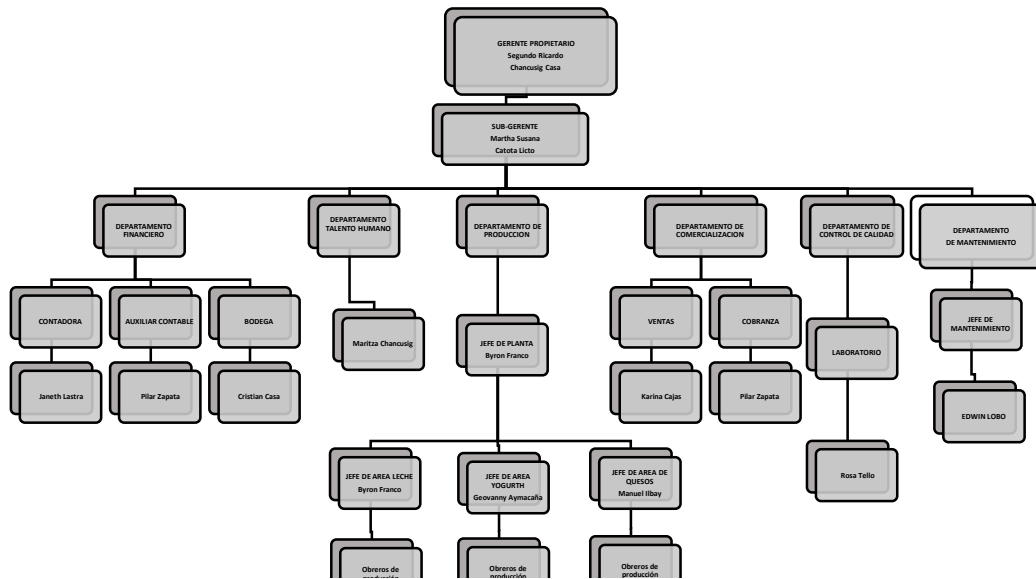 GERENTE PROPIETARIO
Segundo Ricardo
Chancusig Casa
SUB-GERENTE
Martha Susana
Catota Licto
DEPARTAMENTO
FINANCIERO
DEPARTAMENTO
TALENTO HUMANO
DEPARTAMENTO DE
PRODUCCION
DEPARTAMENTO DE
COMERCIALIZACION
DEPARTAMENTO DE
CONTROL DE CALIDAD
DEPARTAMENTO
DE MANTENIMIENTO
CONTADORA
AUXILIAR CONTABLE
BODEGA
Maritza Chancusig
JEFE DE PLANTA
Byron Franco
VENTAS
COBRANZA
LABORATORIO
JEFE DE
MANTENIMIENTO
Janeth Lastra
Pilar Zapata
Cristian Casa
Karina Cajas
Pilar Zapata
EDWIN LOBO
JEFE DE AREA LECHE
Byron Franco
JEFE DE AREA
YOGURTH
Geovanny Aymacaña
JEFE DE AREA DE
QUESOS
Manuel Ilbay
Rosa Tello
Obreros de
producción
Obreros de
producción
Obreros de
producción